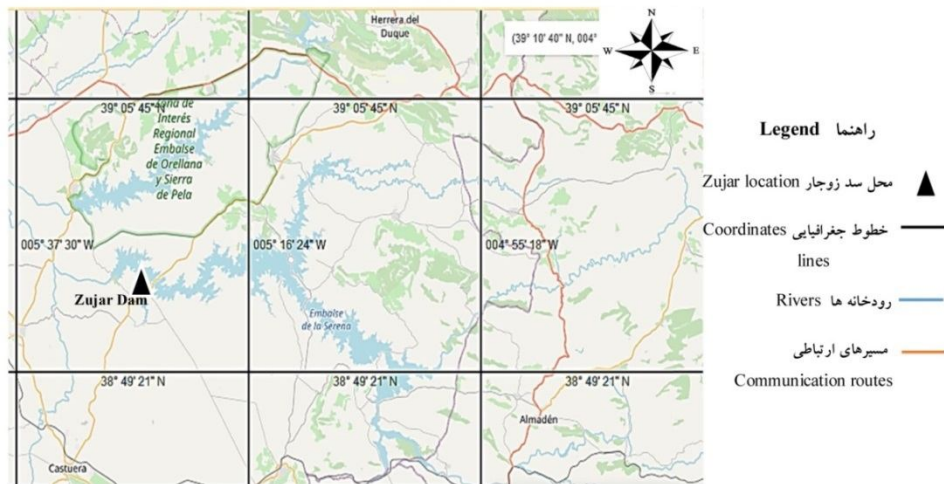 Herrera del
Duque
(39° 10' 40" N, 004°
N
W E
S
39° 05' 45" N
39° 05' 45" N
39° 05' 45" N
Zona de
Interés
Regional
Embalse
de Orellana
y Sierra
de Pela
005° 37' 30" W
005° 16' 24" W
004° 55' 18" W
Zujar Dam
Embalse
de la Serena
38° 49' 21" N
38° 49' 21" N
38° 49' 21" N
Almadén
Castuera
Legend راهنما
Zujar location محل سد زوجار
Coordinates خطوط جغرافیایی
lines
Rivers رودخانه ها
مسیرهای ارتباطی
Communication routes